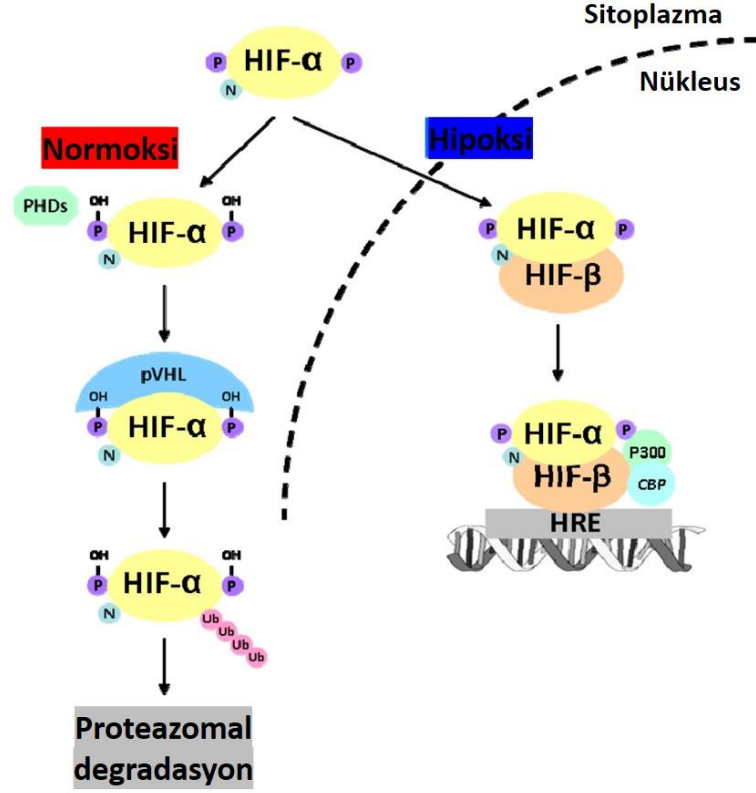 Sitoplazma
Nükleus
P HIF-α P
N
Normoksi
Hipoksi
PHDs
OH OH
P HIF-α P
N
P HIF-α P
N
HIF-β
pVHL
OH OH
P HIF-α P
N
P HIF-α P
N
HIF-β
P300
CBP
HRE
OH OH
P HIF-α P
N
Ub
Ub
Ub
Ub
Proteazomal
degradasyon